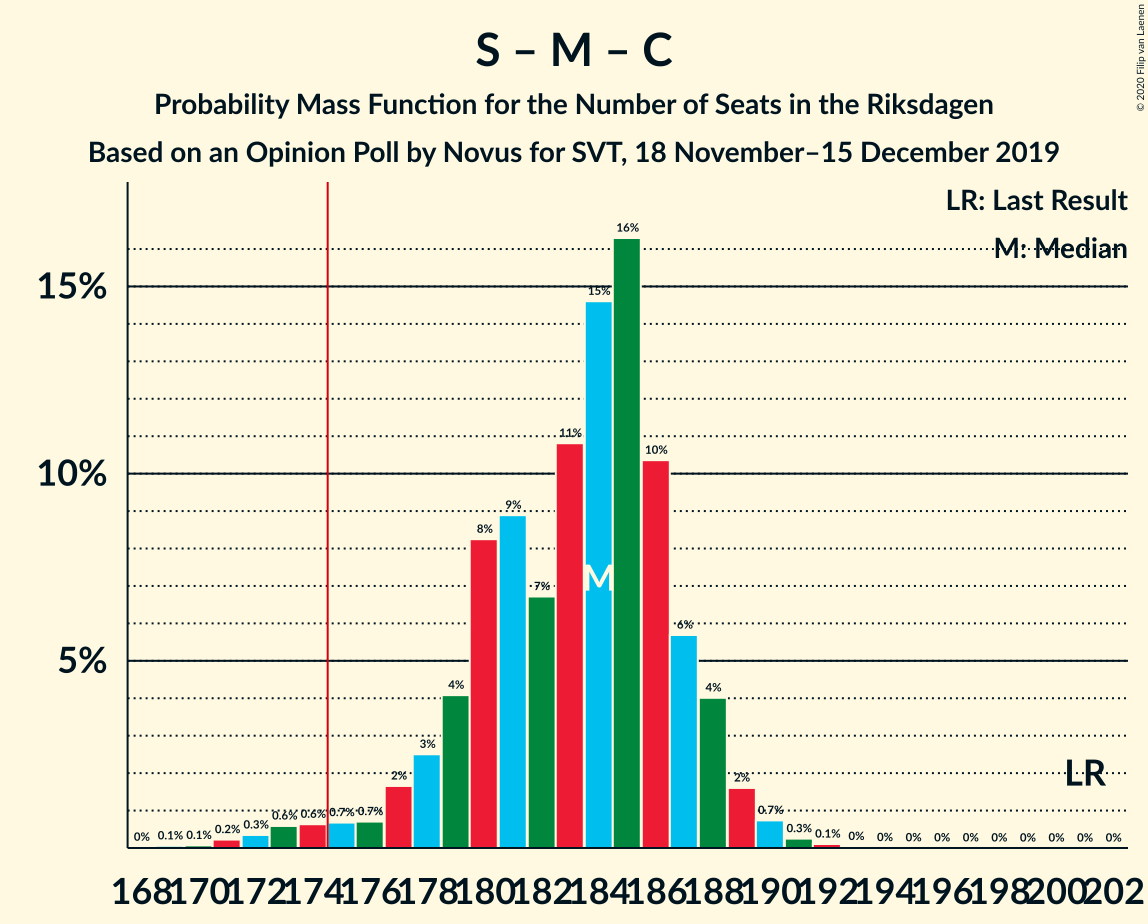 S – M – C
Probability Mass Function for the Number of Seats in the Riksdagen
Based on an Opinion Poll by Novus for SVT, 18 November–15 December 2019
© 2020 Filip van Laenen
LR: Last Result
M: Median
15%
10%
5%
0% 0.1% 0.1% 0.2% 0.3% 0.6% 0.6% 0.7% 0.7% 2% 3% 4% 8% 9% 7% 11% 15% 16% 10% 6% 4% 2% 0.7% 0.3% 0.1% 0% 0% 0% 0% 0% 0% 0% 0% 0% 0%
M
LR
168 170 172 174 176 178 180 182 184 186 188 190 192 194 196 198 200 202